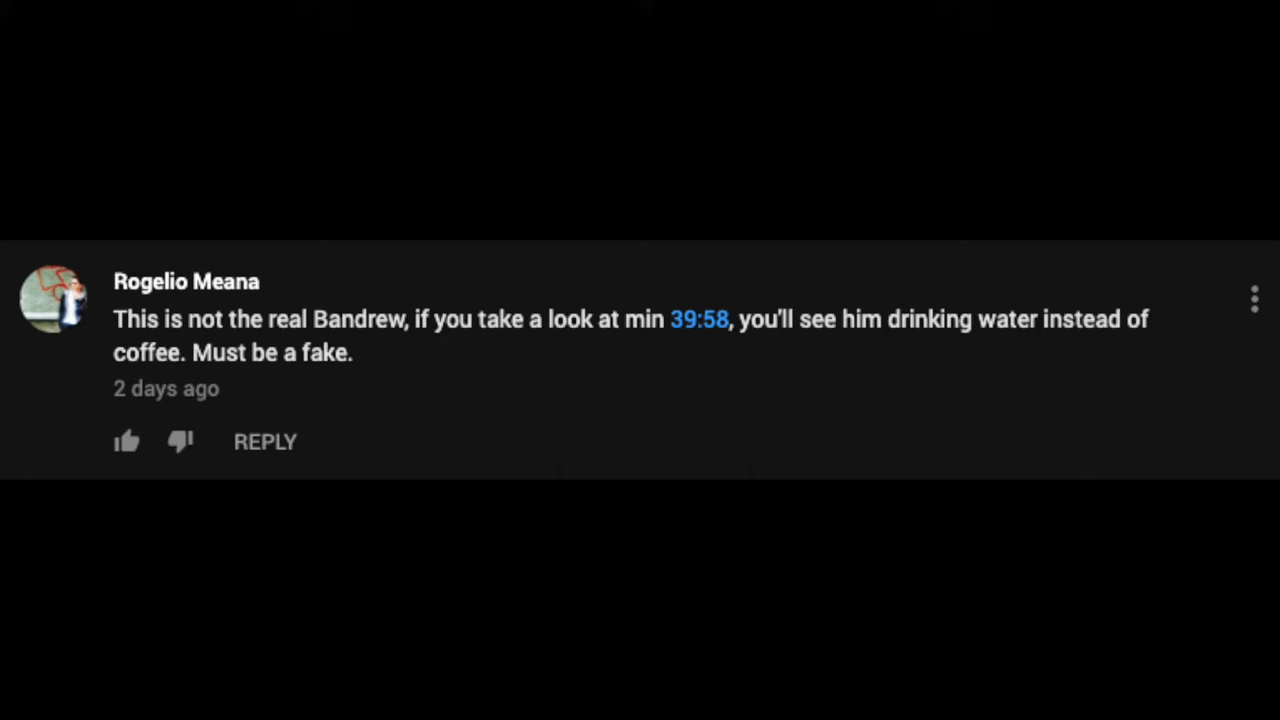 Rogelio Meana
This is not the real Bandrew, if you take a look at min 39:58, you'll see him drinking water instead of
coffee. Must be a fake.
2 days ago
REPLY